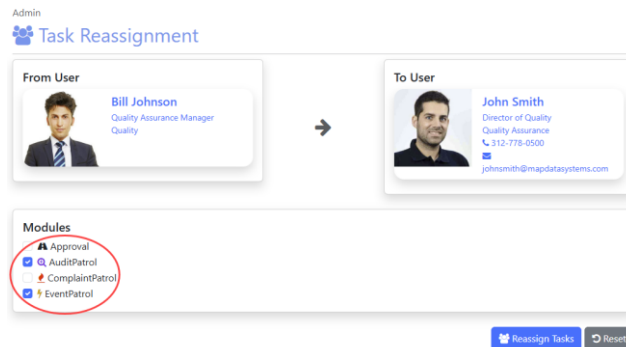 Admin
Task Reassignment
From User
Bill Johnson
Quality Assurance Manager
Quality
To User
John Smith
Director of Quality
Quality Assurance
312-778-0500
johnsmith@mapdatasystems.com
Modules
Approval
AuditPatrol
ComplaintPatrol
EventPatrol
Reassign Tasks
Reset